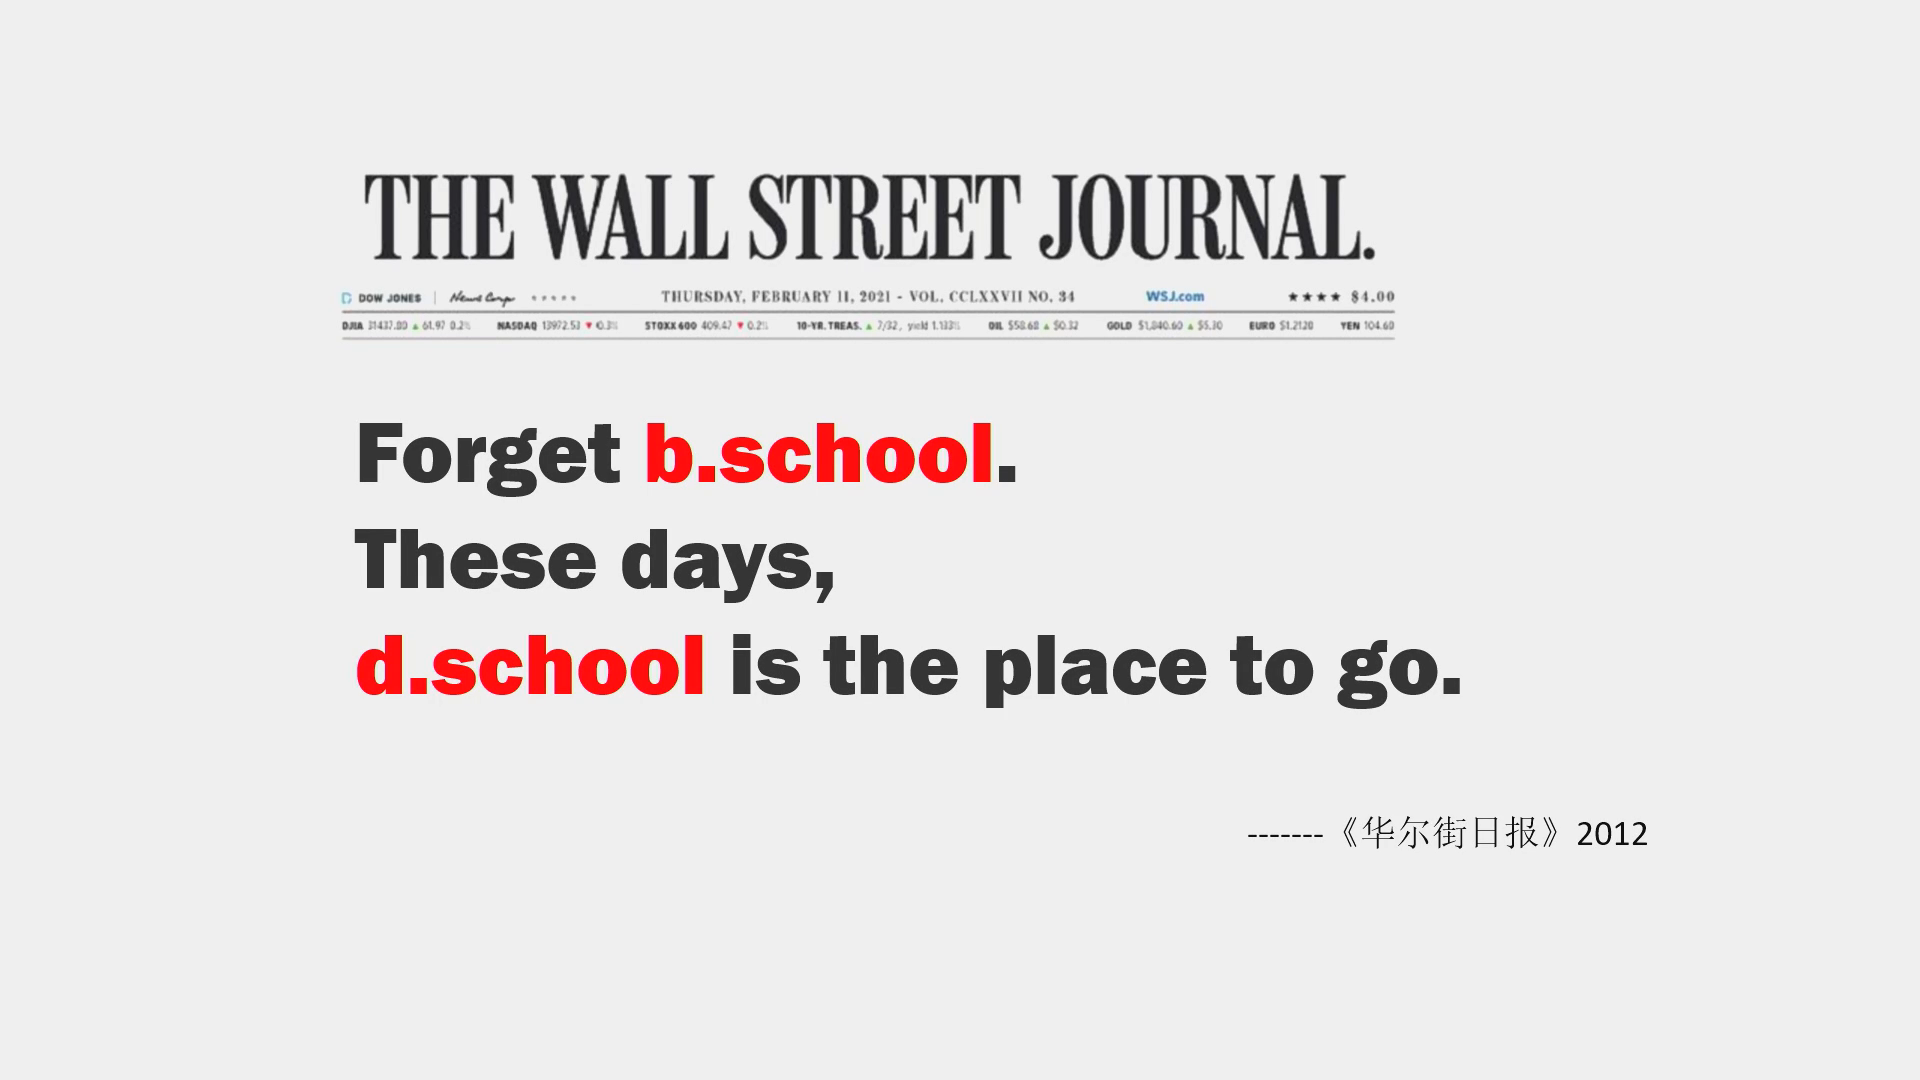 THE WALL STREET JOURNAL.
DOW JONES | News Corp ***** THURSDAY, FEBRUARY 11, 2021 - VOL. CCLXXVII NO. 34 WSJ.com ★★★★ $4.00
DJIA 31437.80 ▲ 61.97 0.2% NASDAQ 13972.53 ▼ 0.3% STOXX 600 409.47 ▼ 0.2% 10-YR. TREAS. ▲ 7/32, yield 1.133% OIL $58.68 ▲ $0.32 GOLD $1,840.60 ▲ $5.30 EURO $1.2120 YEN 104.60
Forget b.school.
These days,
d.school is the place to go.
-------《华尔街日报》2012